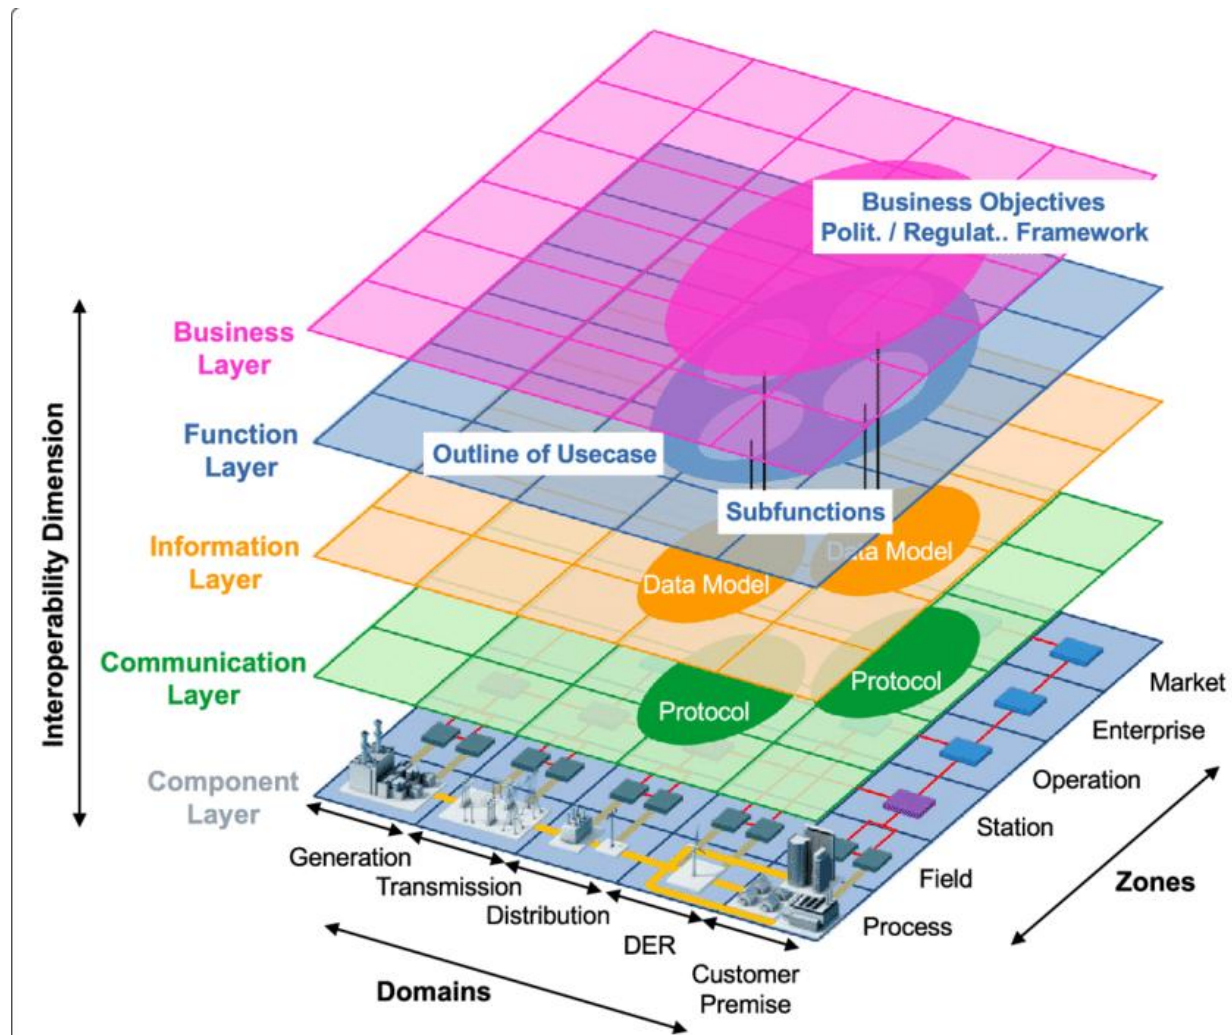 Business Objectives
Polit. / Regulat.. Framework
Business
Layer
Function
Layer
Outline of Usecase
Subfunctions
Information
Layer
Data Model
Data Model
Communication
Layer
Protocol
Protocol
Component
Layer
Interoperability Dimension
Generation
Transmission
Distribution
DER
Customer
Premise
Domains
Market
Enterprise
Operation
Station
Field
Process
Zones